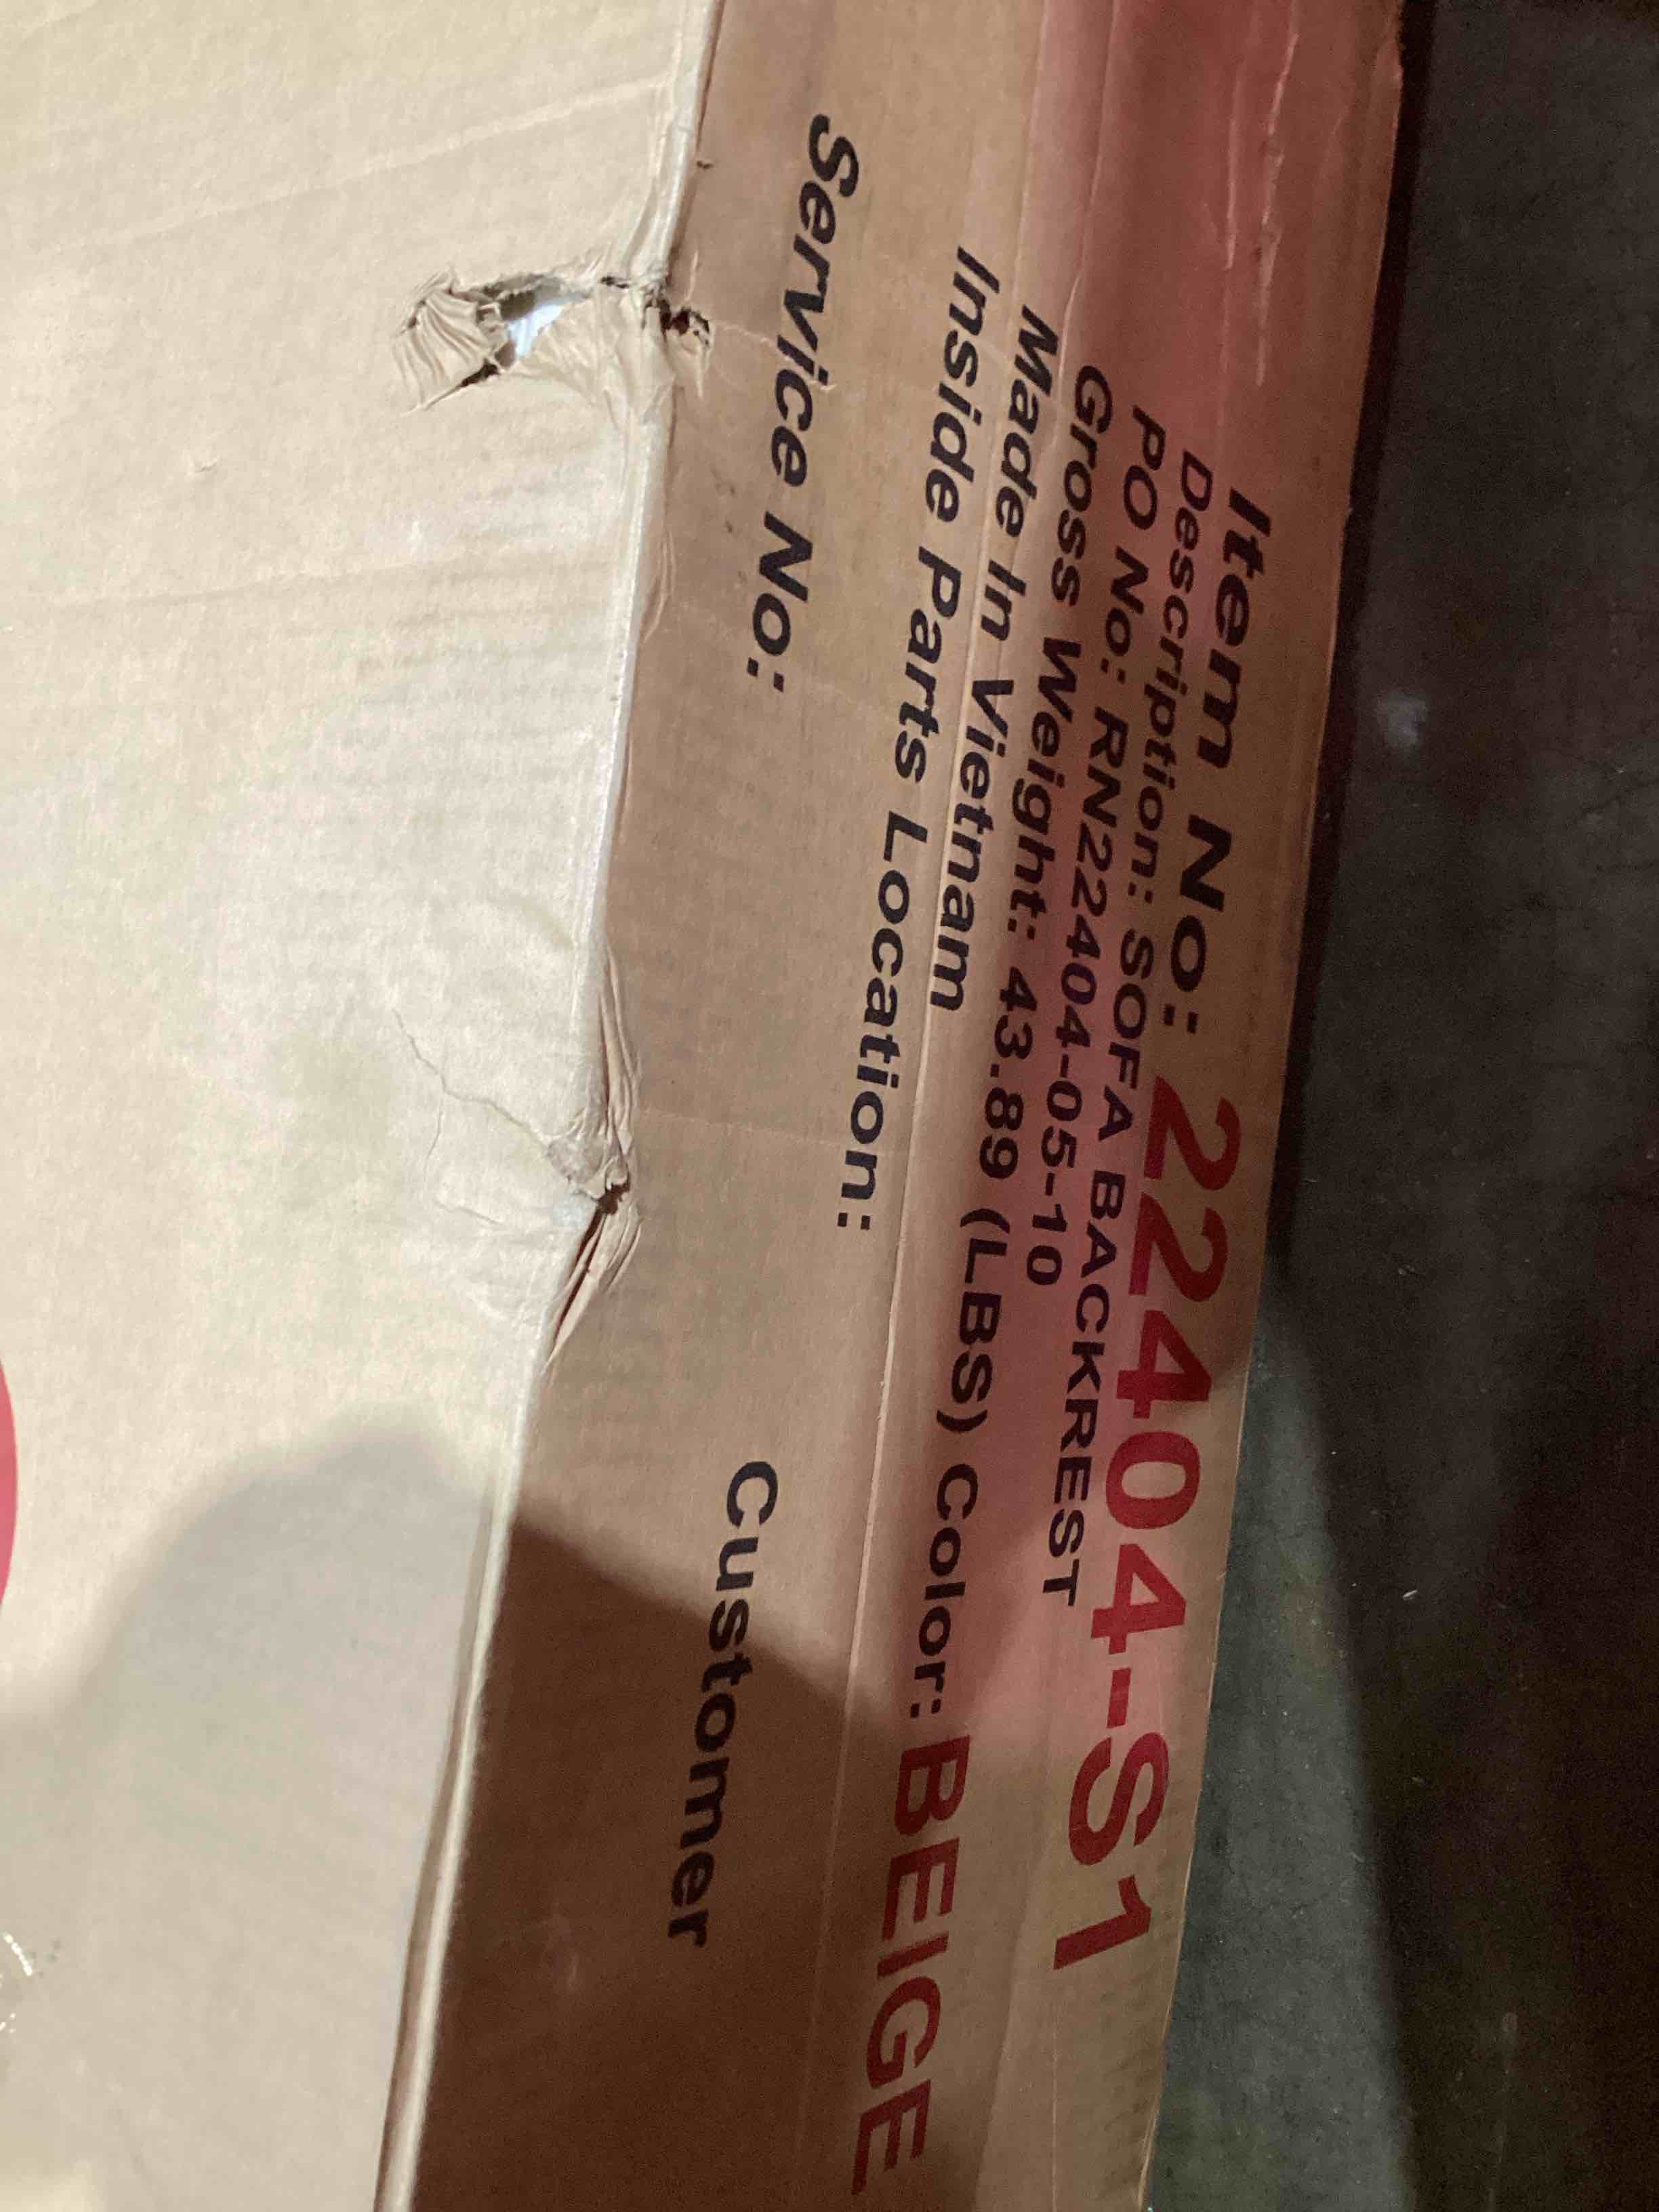 Item No: 22404-S1
Description: SOFA BACKREST
PO No: RN22404-05-10
Gross Weight: 43.89 (LBS) Color: BEIGE
Made In Vietnam
Inside Parts Location:
Service No: Customer